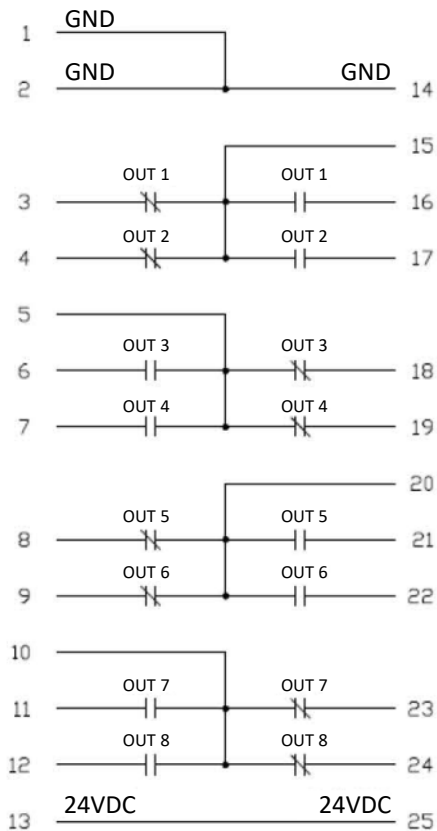 1 GND
2 GND GND 14
15
OUT 1 OUT 1
3 16
OUT 2 OUT 2
4 17
5
OUT 3 OUT 3
6 18
OUT 4 OUT 4
7 19
20
OUT 5 OUT 5
8 21
OUT 6 OUT 6
9 22
10
OUT 7 OUT 7
11 23
OUT 8 OUT 8
12 24
13 24VDC 24VDC 25